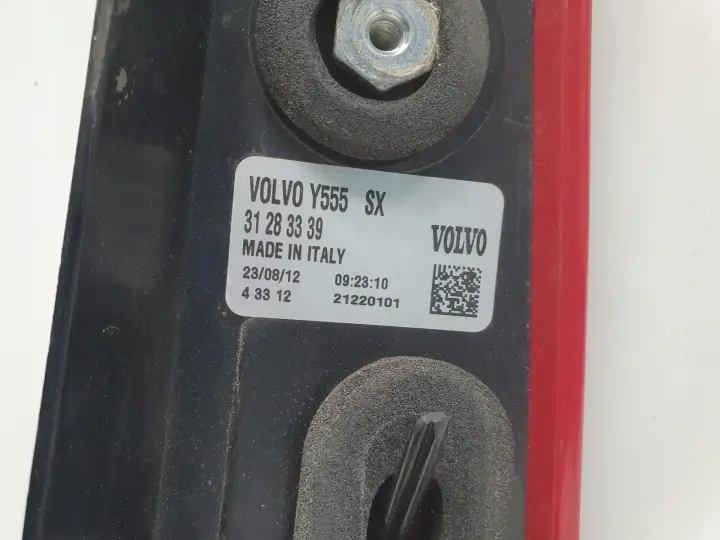 VOLVO Y555 SX
31 28 33 39
VOLVO
MADE IN ITALY
23/08/12 09:23:10
4 33 12 21220101